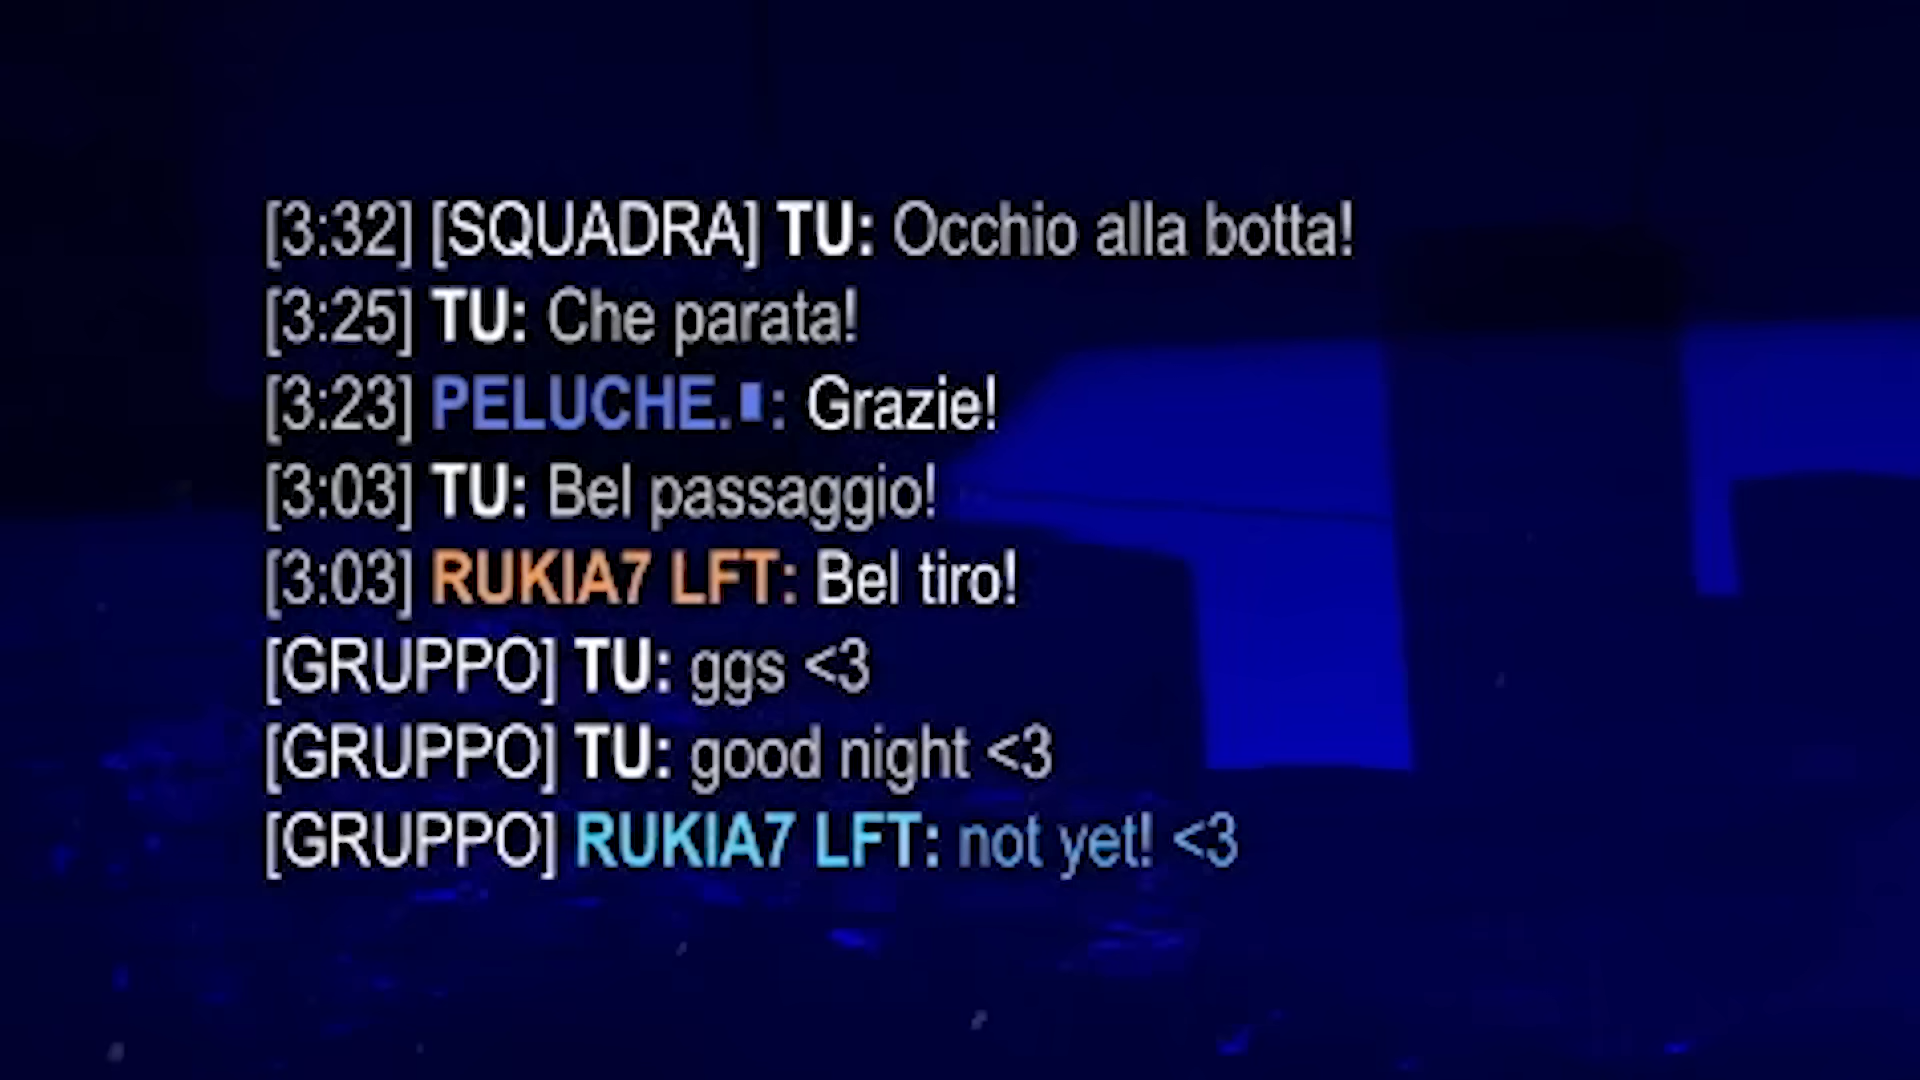 [3:32] [SQUADRA] TU: Occhio alla botta!
[3:25] TU: Che parata!
[3:23] PELUCHE.▮: Grazie!
[3:03] TU: Bel passaggio!
[3:03] RUKIA7 LFT: Bel tiro!
[GRUPPO] TU: ggs <3
[GRUPPO] TU: good night <3
[GRUPPO] RUKIA7 LFT: not yet! <3